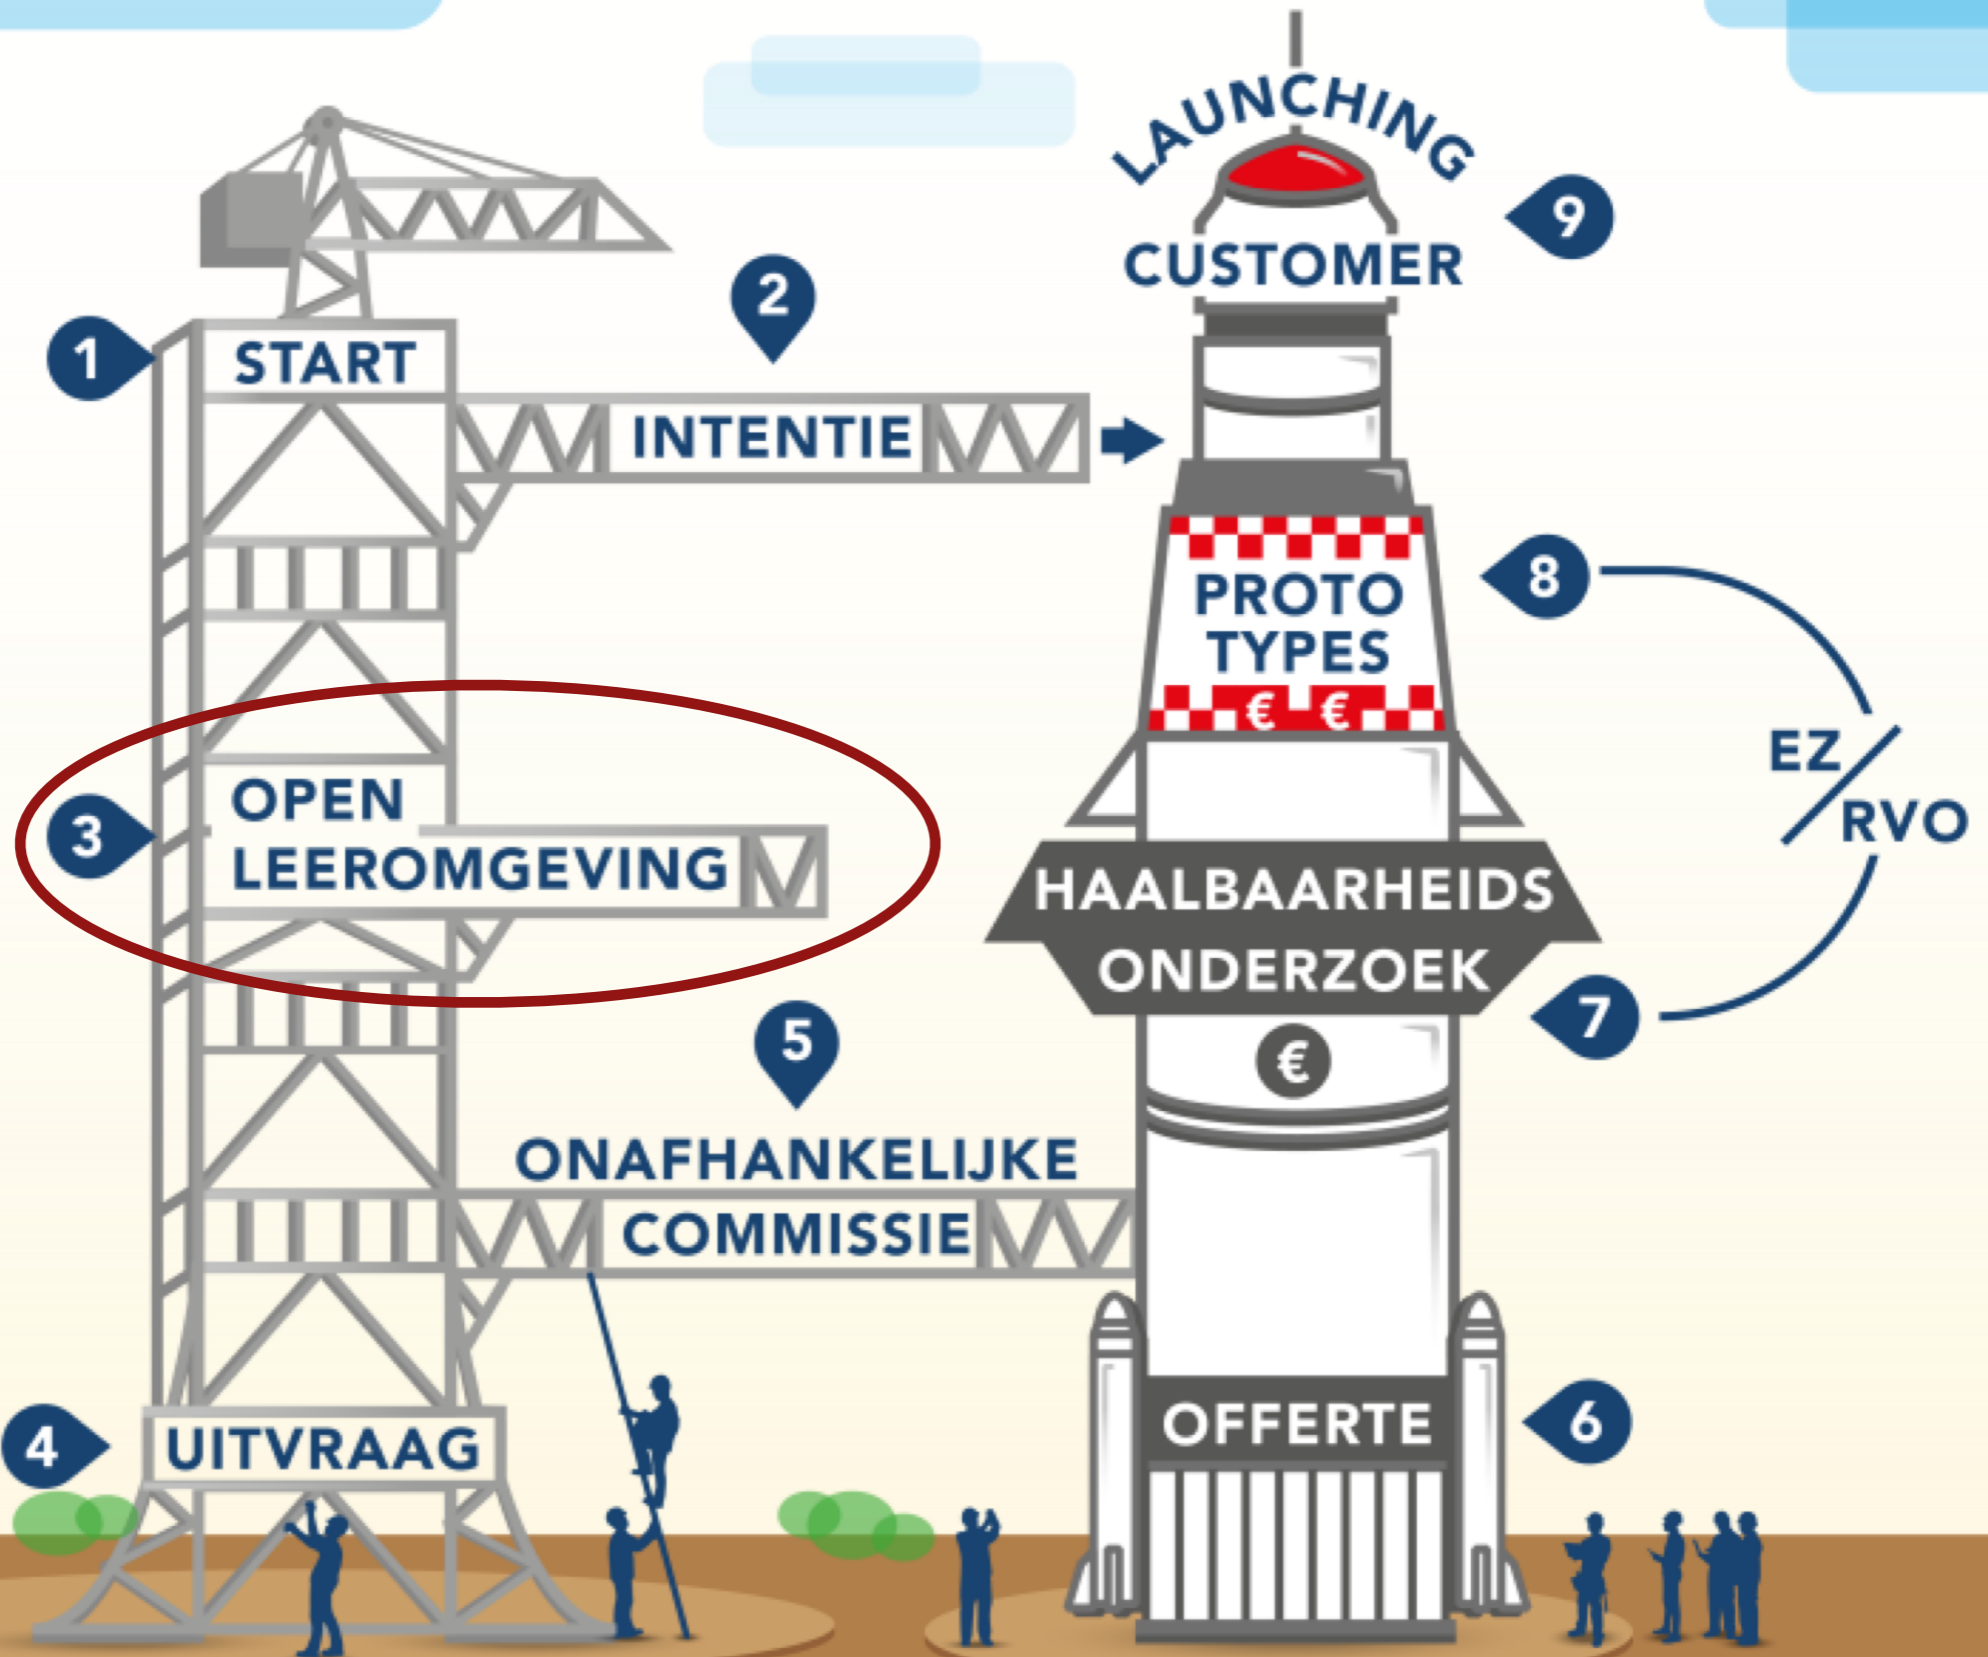 1
START
2
INTENTIE
3
OPEN
LEEROMGEVING
4
UITVRAAG
5
ONAFHANKELIJKE
COMMISSIE
6
OFFERTE
7
HAALBAARHEIDS
ONDERZOEK
€
8
PROTO
TYPES
€ €
EZ
RVO
9
LAUNCHING
CUSTOMER